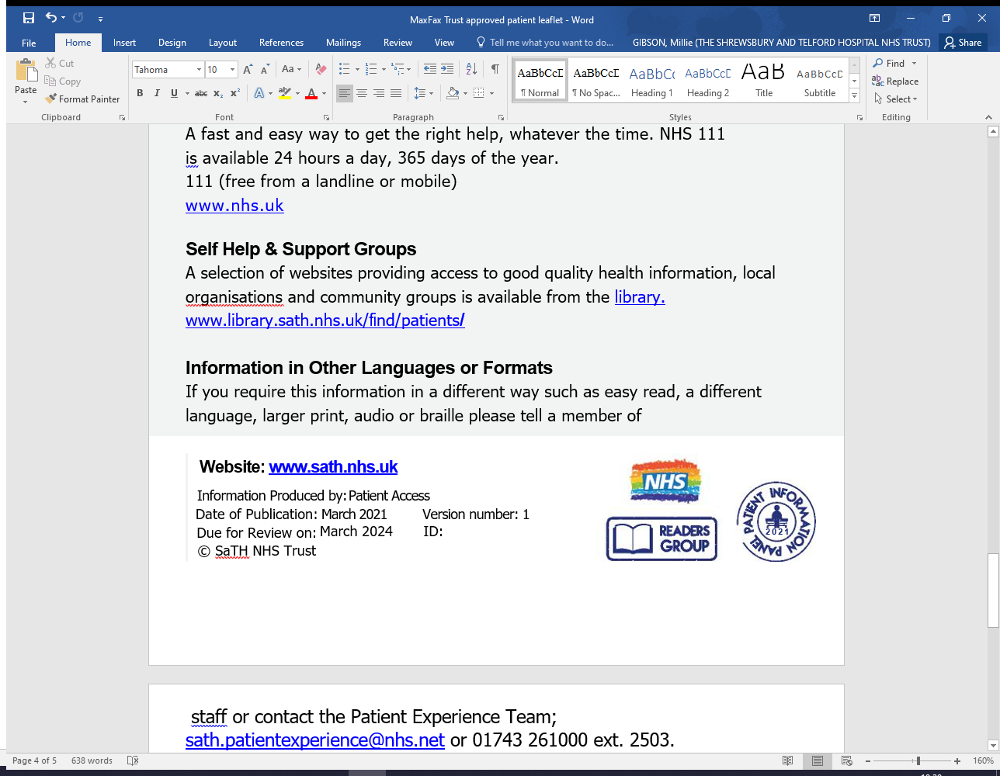 MaxFax Trust approved patient leaflet - Word
File Home Insert Design Layout References Mailings Review View Tell me what you want to do... GIBSON, Millie (THE SHREWSBURY AND TELFORD HOSPITAL NHS TRUST) Share
Paste
Cut
Copy
Format Painter
Clipboard
Tahoma 10
Font
Paragraph
AaBbCcI AaBbCcI AaBbC( AaBbCcE AaB AaBbCcD
¶ Normal ¶ No Spac... Heading 1 Heading 2 Title Subtitle
Styles
Find
Replace
Select
Editing
A fast and easy way to get the right help, whatever the time. NHS 111
is available 24 hours a day, 365 days of the year.
111 (free from a landline or mobile)
www.nhs.uk
Self Help & Support Groups
A selection of websites providing access to good quality health information, local
organisations and community groups is available from the library.
www.library.sath.nhs.uk/find/patients/
Information in Other Languages or Formats
If you require this information in a different way such as easy read, a different
language, larger print, audio or braille please tell a member of
Website: www.sath.nhs.uk
Information Produced by: Patient Access
Date of Publication: March 2021 Version number: 1
Due for Review on: March 2024 ID:
© SaTH NHS Trust
NHS
READERS
GROUP
PATIENT INFORMATION PANEL
2021
staff or contact the Patient Experience Team;
sath.patientexperience@nhs.net or 01743 261000 ext. 2503.
Page 4 of 5 638 words 160%